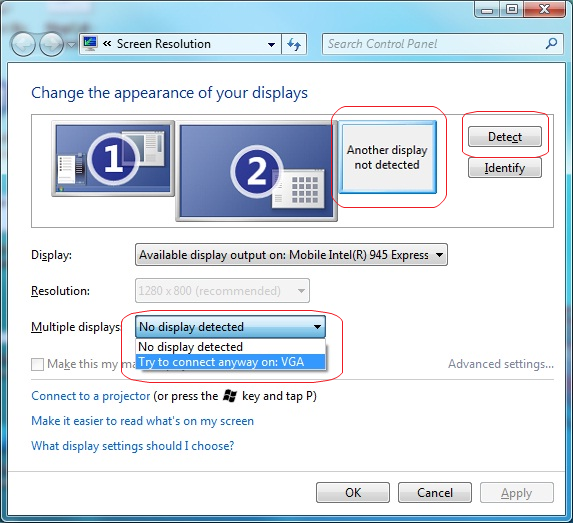 « Screen Resolution
Search Control Panel
Change the appearance of your displays
1
2
Another display
not detected
Detect
Identify
Display:
Available display output on: Mobile Intel(R) 945 Express
Resolution:
1280 x 800 (recommended)
Multiple displays:
No display detected
No display detected
Try to connect anyway on: VGA
Make this my
Advanced settings...
Connect to a projector (or press the key and tap P)
Make it easier to read what's on my screen
What display settings should I choose?
OK
Cancel
Apply